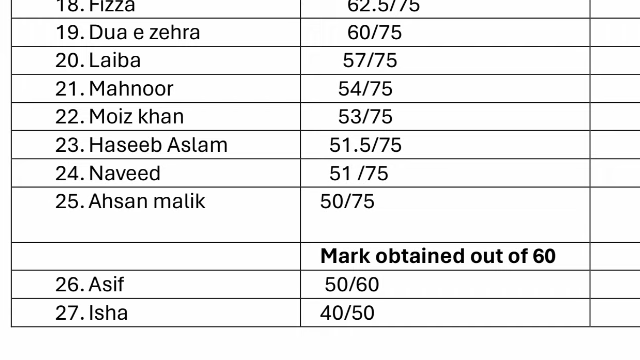 18. Fizza 62.5/75
19. Dua e zehra 60/75
20. Laiba 57/75
21. Mahnoor 54/75
22. Moiz khan 53/75
23. Haseeb Aslam 51.5/75
24. Naveed 51 /75
25. Ahsan malik 50/75
Mark obtained out of 60
26. Asif 50/60
27. Isha 40/50